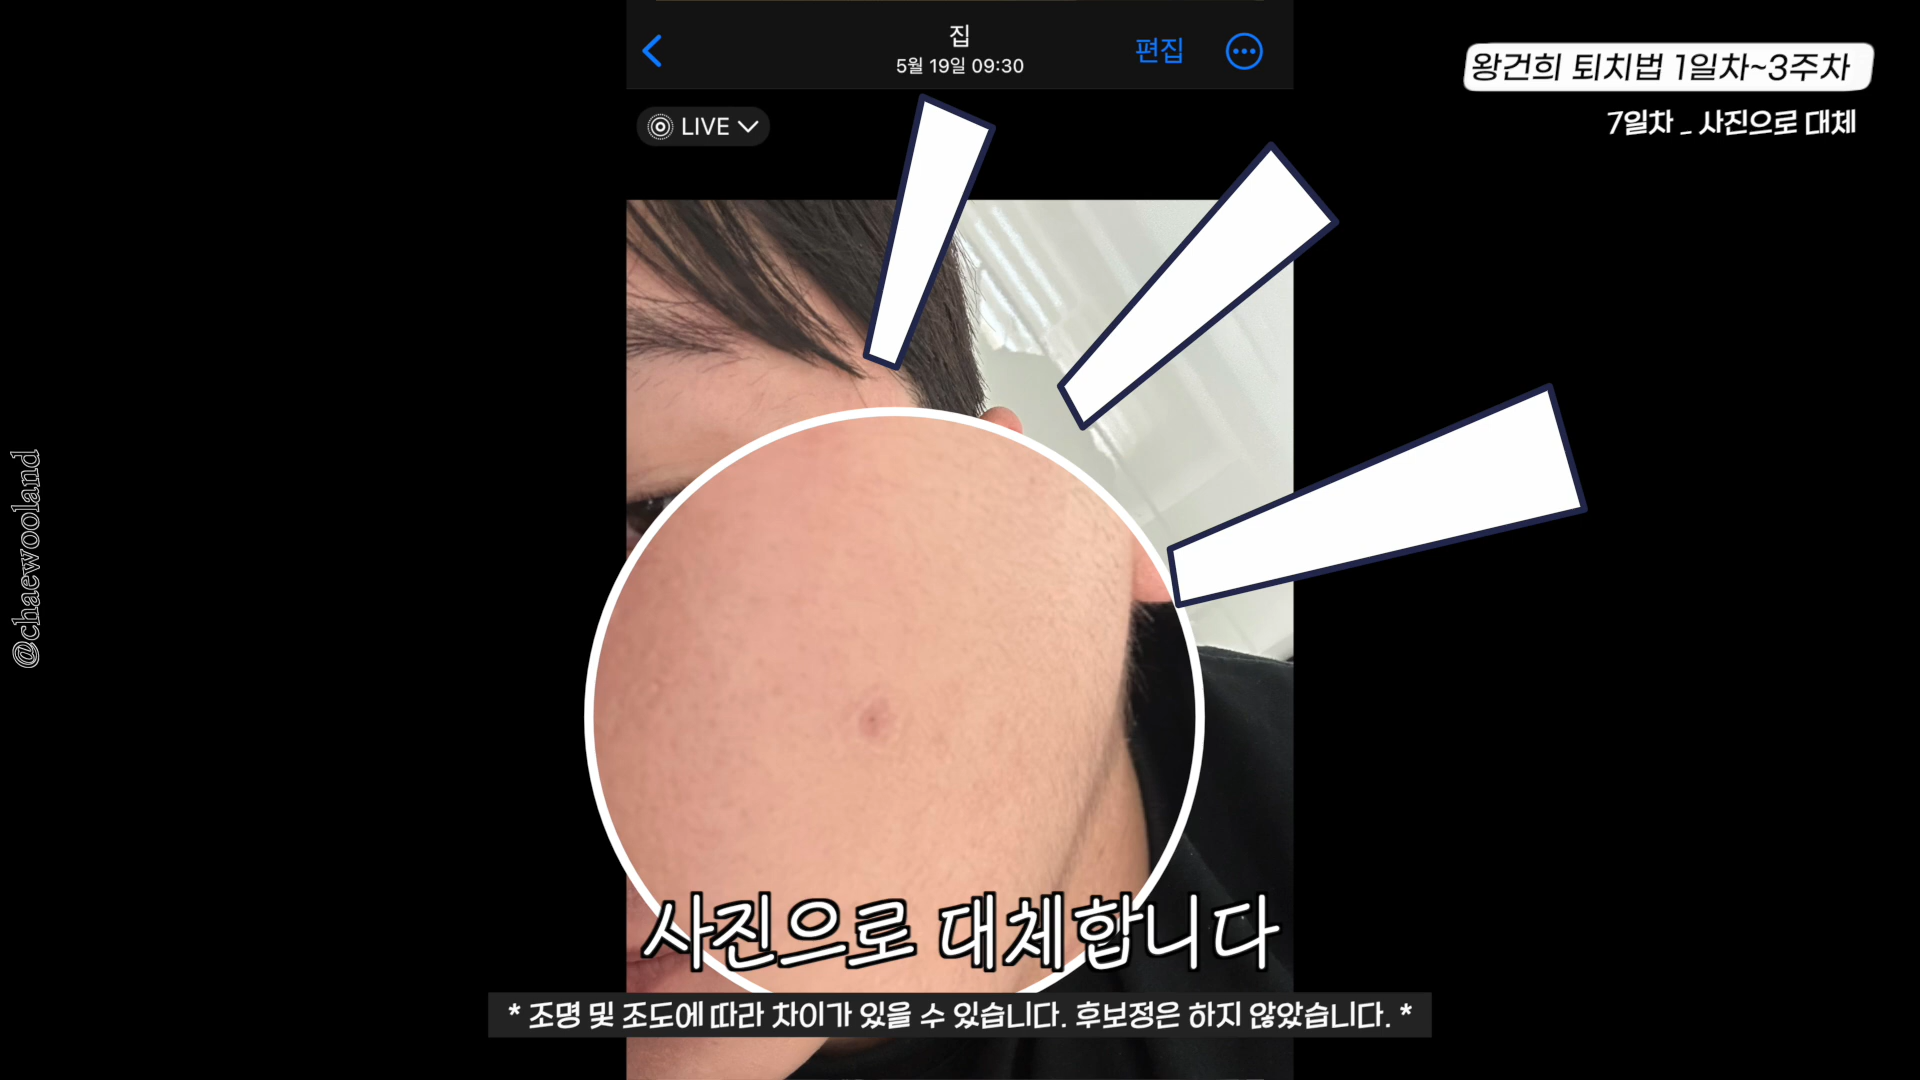 집
5월 19일 09:30
편집
LIVE
왕건희 퇴치법 1일차~3주차
7일차 _ 사진으로 대체
@chaewooland
사진으로 대체합니다
* 조명 및 조도에 따라 차이가 있을 수 있습니다. 후보정은 하지 않았습니다. *